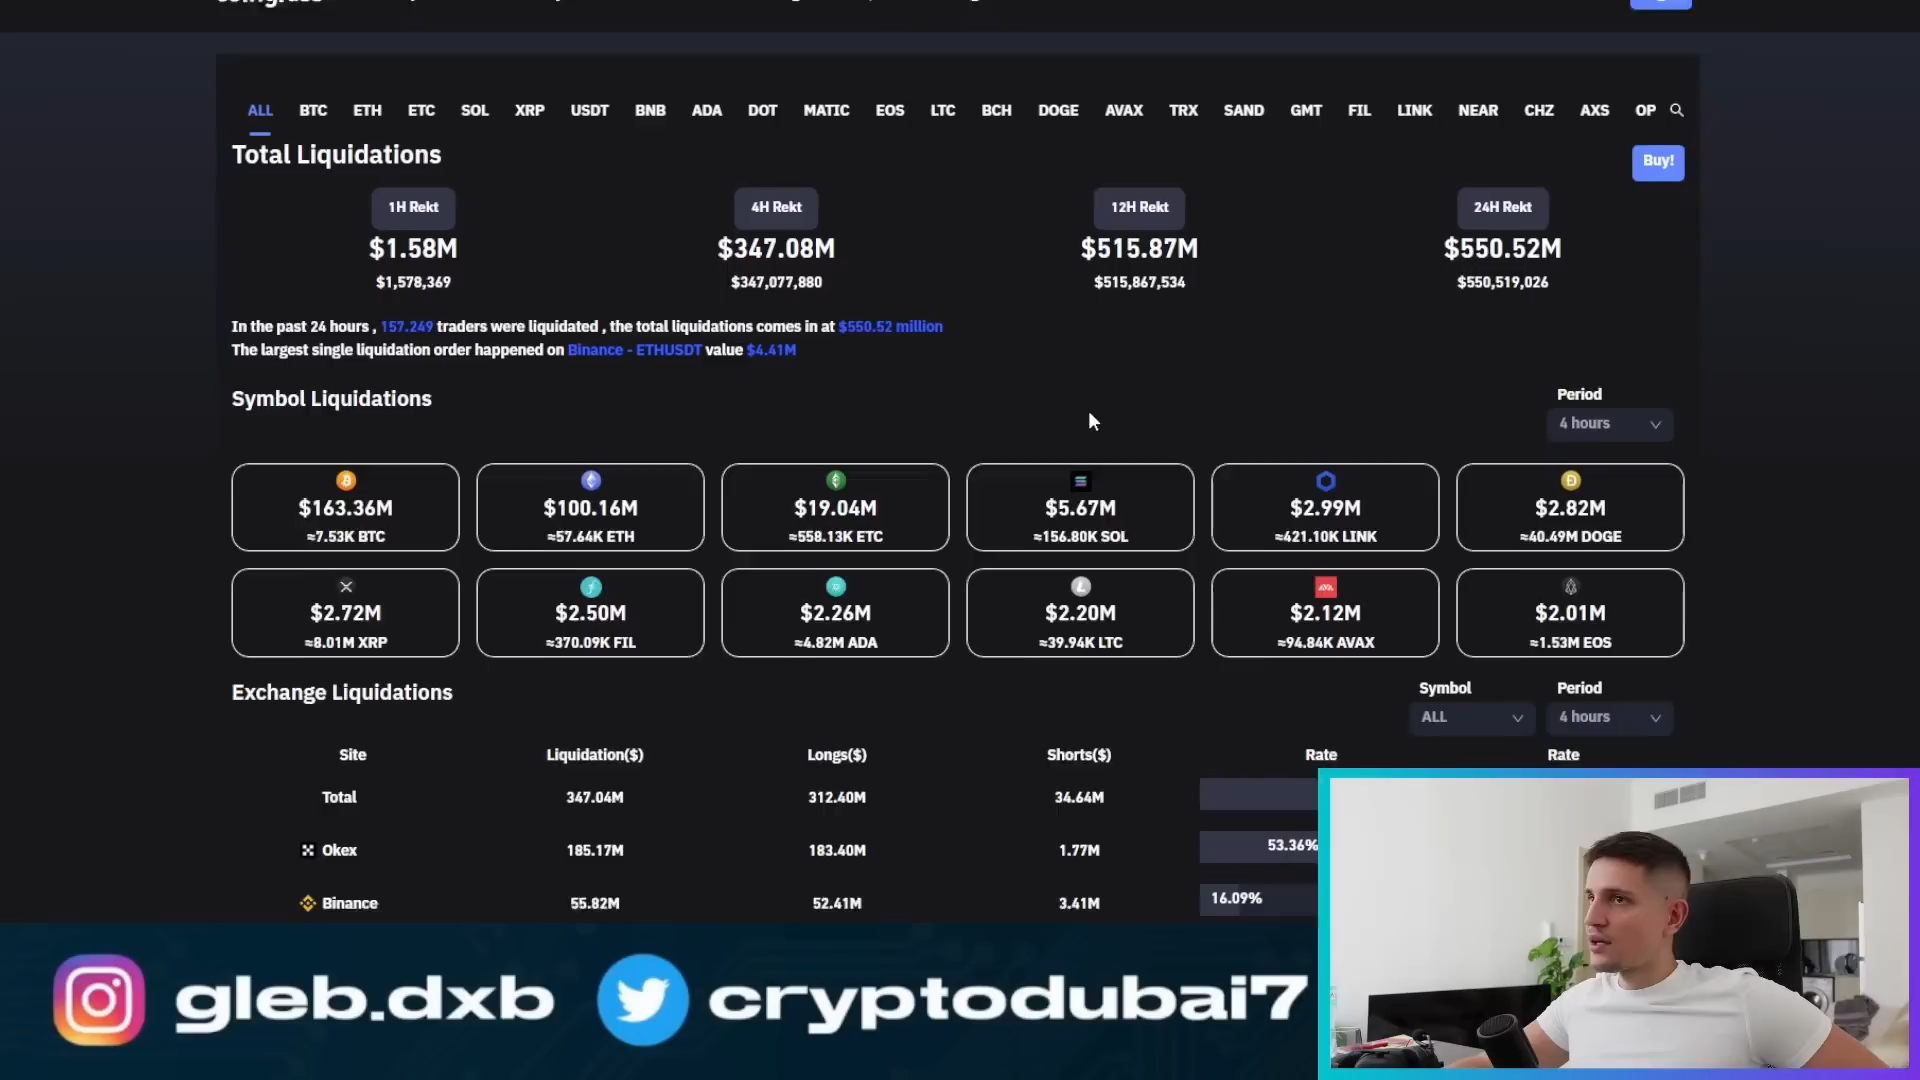 ALL BTC ETH ETC SOL XRP USDT BNB ADA DOT MATIC EOS LTC BCH DOGE AVAX TRX SAND GMT FIL LINK NEAR CHZ AXS OP
Total Liquidations
Buy!
1H Rekt 4H Rekt 12H Rekt 24H Rekt
$1.58M $347.08M $515.87M $550.52M
$1,578,369 $347,077,880 $515,867,534 $550,519,026
In the past 24 hours , 157.249 traders were liquidated , the total liquidations comes in at $550.52 million
The largest single liquidation order happened on Binance - ETHUSDT value $4.41M
Symbol Liquidations
Period
4 hours
$163.36M $100.16M $19.04M $5.67M $2.99M $2.82M
≈7.53K BTC ≈57.64K ETH ≈558.13K ETC ≈156.80K SOL ≈421.10K LINK ≈40.49M DOGE
$2.72M $2.50M $2.26M $2.20M $2.12M $2.01M
≈8.01M XRP ≈370.09K FIL ≈4.82M ADA ≈39.94K LTC ≈94.84K AVAX ≈1.53M EOS
Exchange Liquidations
Symbol Period
ALL 4 hours
Site Liquidation($) Longs($) Shorts($) Rate Rate
Total 347.04M 312.40M 34.64M
Okex 185.17M 183.40M 1.77M 53.36%
Binance 55.82M 52.41M 3.41M 16.09%
gleb.dxb cryptodubai7